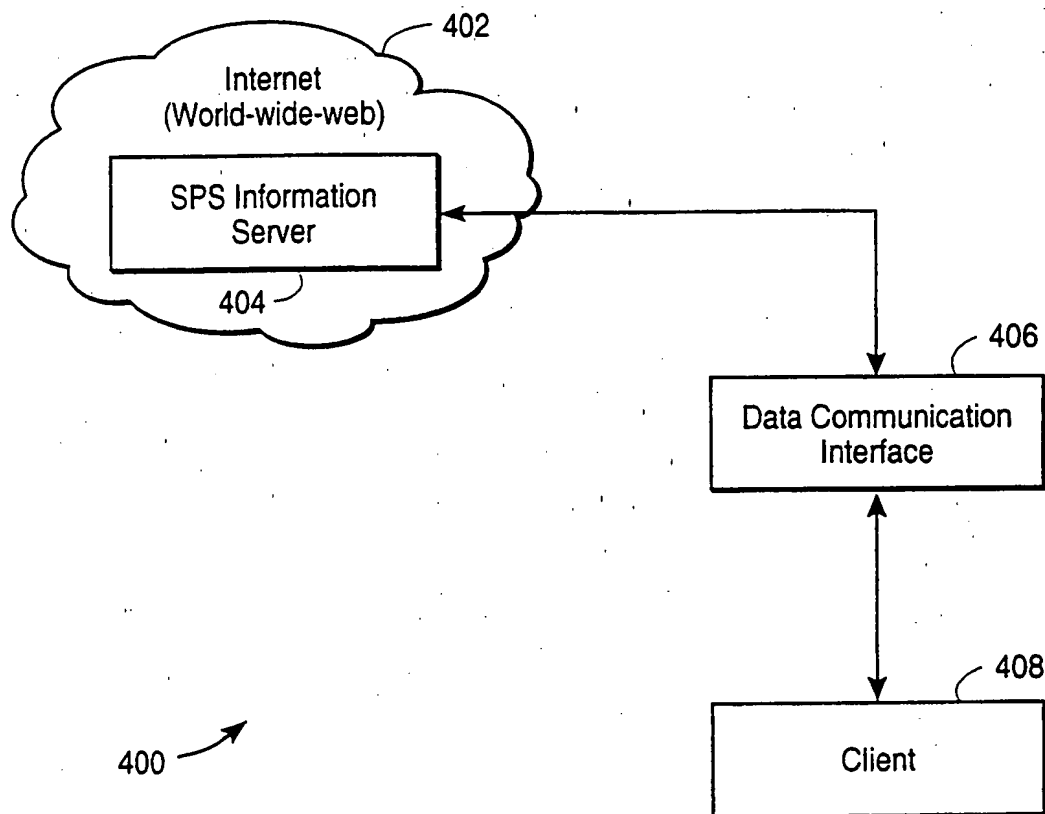 402
Internet
(World-wide-web)
SPS Information
Server
404
406
Data Communication
Interface
408
Client
400